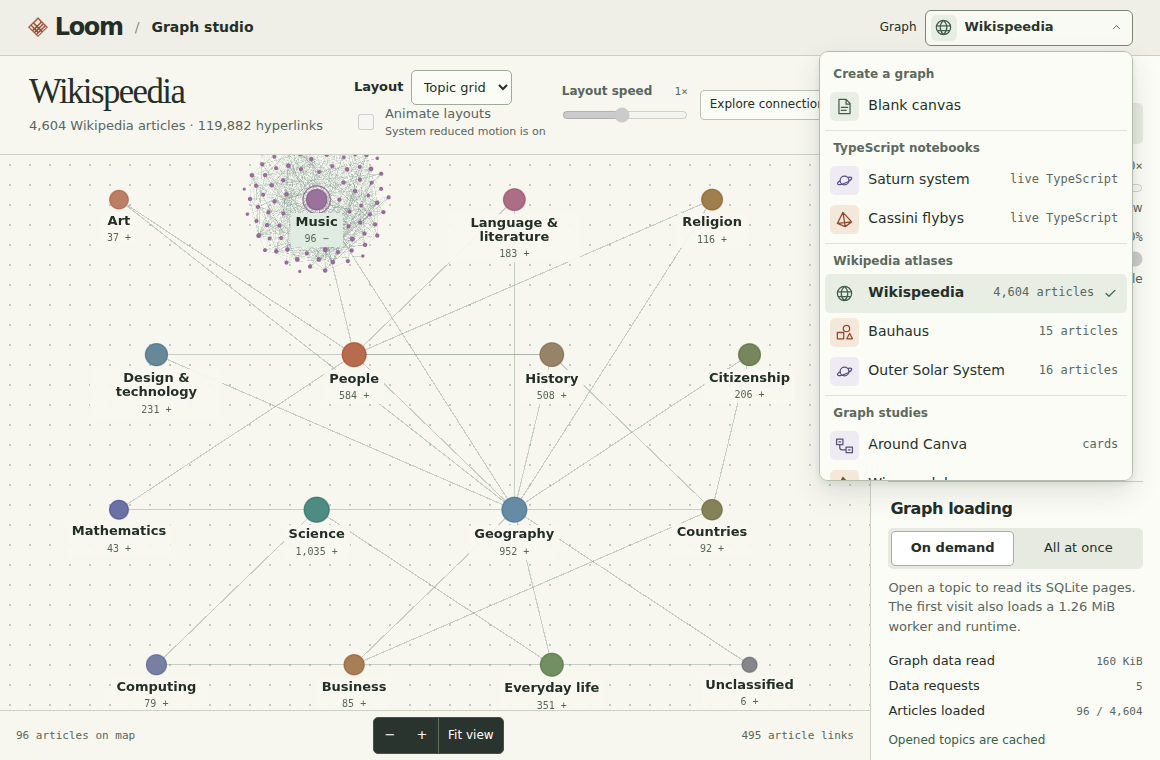 Loom / Graph studio
Graph Wikispeedia
Wikispeedia
4,604 Wikipedia articles · 119,882 hyperlinks
Layout Topic grid
Animate layouts
System reduced motion is on
Layout speed 1×
Create a graph
Blank canvas
TypeScript notebooks
Saturn system live TypeScript
Cassini flybys live TypeScript
Wikipedia atlases
Wikispeedia 4,604 articles
Bauhaus 15 articles
Outer Solar System 16 articles
Graph studies
Around Canva cards
Art
37 +
Music
96 −
Language &
literature
183 +
Religion
116 +
Design &
technology
231 +
People
584 +
History
508 +
Citizenship
206 +
Mathematics
43 +
Science
1,035 +
Geography
952 +
Countries
92 +
Computing
79 +
Business
85 +
Everyday life
351 +
Unclassified
6 +
Graph loading
On demand All at once
Open a topic to read its SQLite pages.
The first visit also loads a 1.26 MiB
worker and runtime.
Graph data read 160 KiB
Data requests 5
Articles loaded 96 / 4,604
Opened topics are cached
96 articles on map
− + Fit view
495 article links